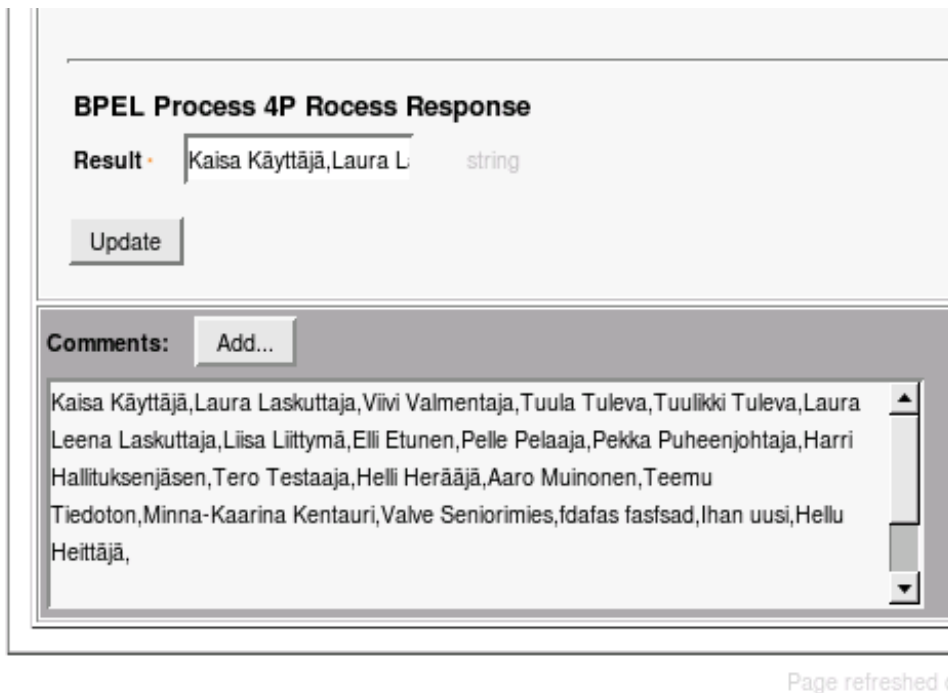 BPEL Process 4P Rocess Response
Result · Kaisa Käyttäjä,Laura L string
Update
Comments: Add...
Kaisa Käyttäjä,Laura Laskuttaja,Viivi Valmentaja,Tuula Tuleva,Tuulikki Tuleva,Laura
Leena Laskuttaja,Liisa Liittymä,Elli Etunen,Pelle Pelaaja,Pekka Puheenjohtaja,Harri
Hallituksenjäsen,Tero Testaaja,Helli Herääjä,Aaro Muinonen,Teemu
Tiedoton,Minna-Kaarina Kentauri,Valve Seniorimies,fdafas fasfsad,Ihan uusi,Hellu
Heittäjä,
Page refreshed